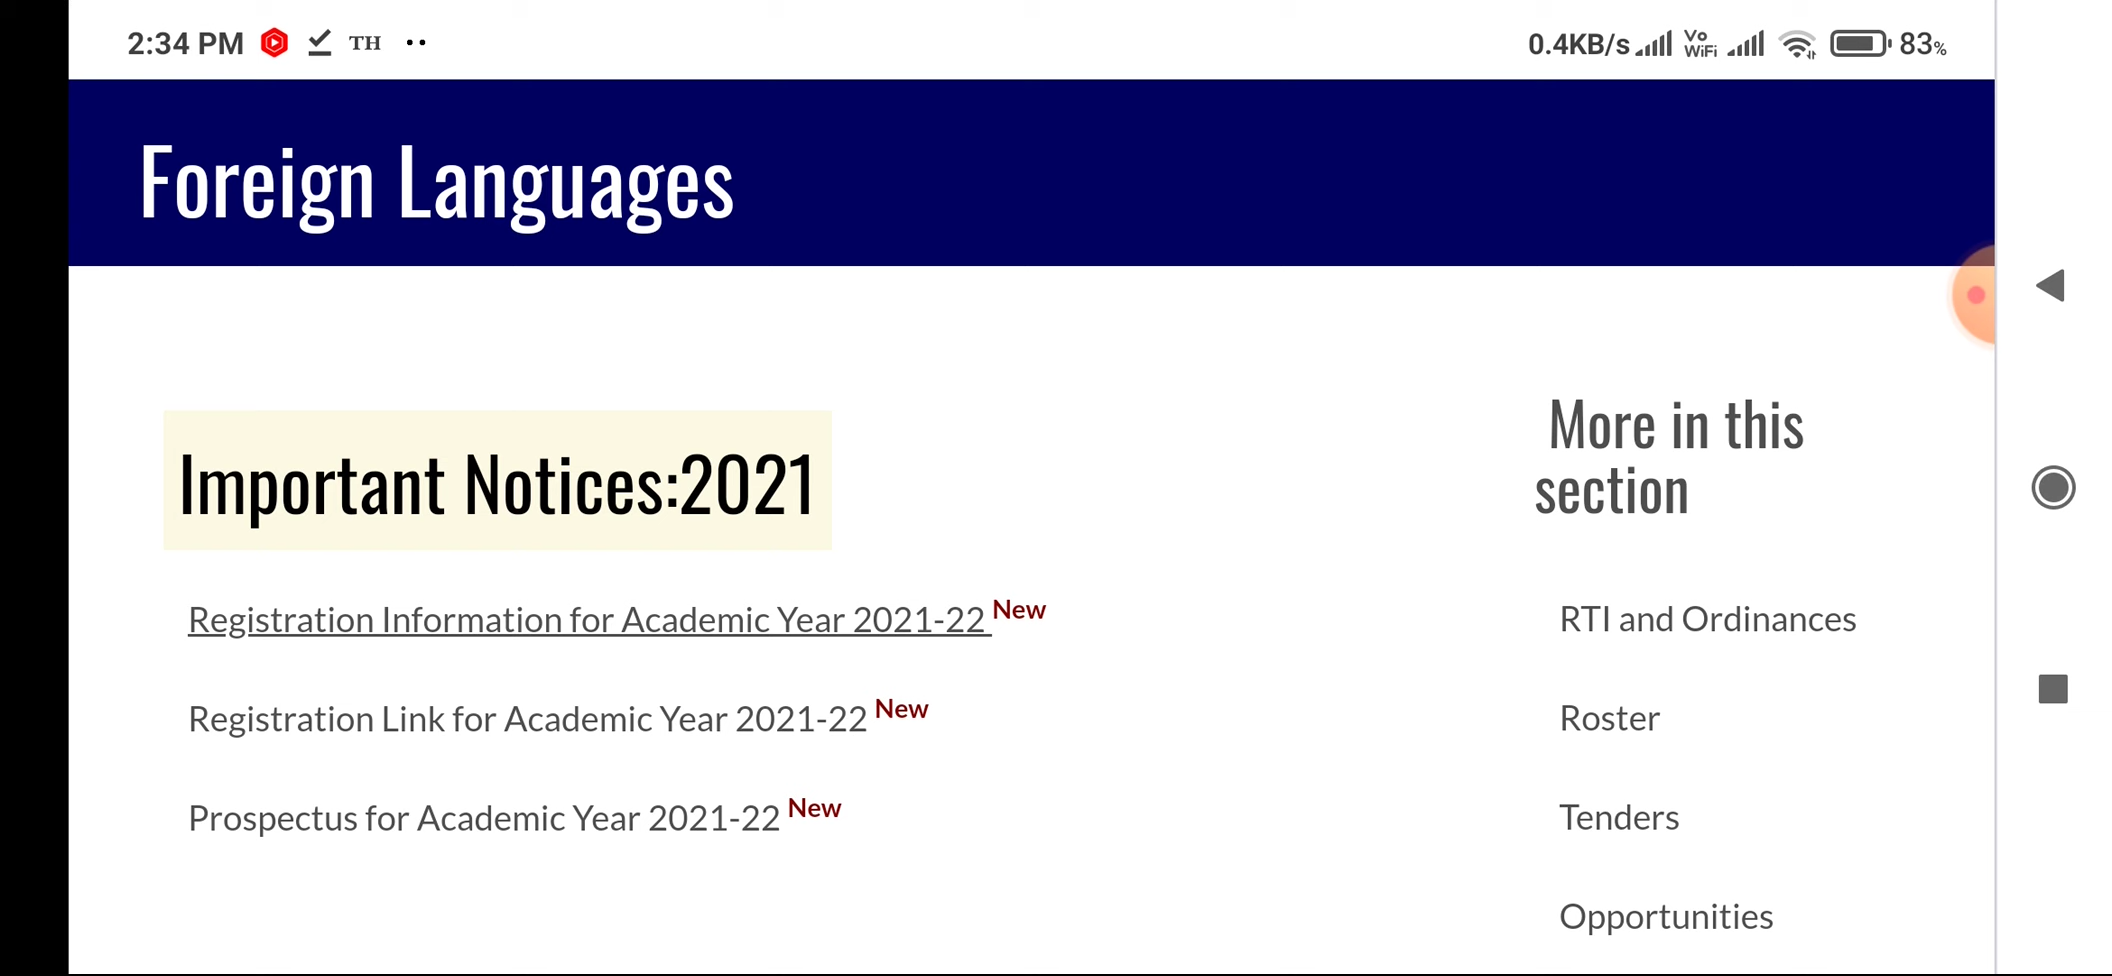 2:34 PM TH 0.4KB/s Vo WiFi 83%
Foreign Languages
Important Notices:2021
Registration Information for Academic Year 2021-22 New
Registration Link for Academic Year 2021-22 New
Prospectus for Academic Year 2021-22 New
More in this
section
RTI and Ordinances
Roster
Tenders
Opportunities